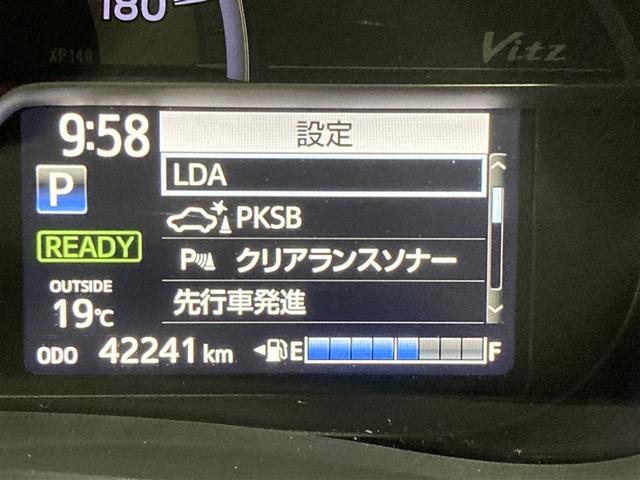 180
XP140
Vitz
9:58
設定
P
LDA
PKSB
READY
P クリアランスソナー
OUTSIDE
19℃
先行車発進
ODO 42241 km
E F